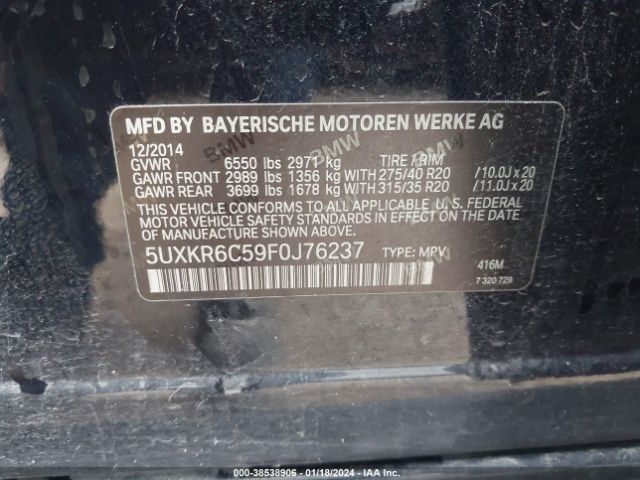 MFD BY BAYERISCHE MOTOREN WERKE AG
12/2014
GVWR 6550 lbs 2971 kg TIRE / RIM
GAWR FRONT 2989 lbs 1356 kg WITH 275/40 R20 /10.0J x 20
GAWR REAR 3699 lbs 1678 kg WITH 315/35 R20 /11.0J x 20
THIS VEHICLE CONFORMS TO ALL APPLICABLE U.S. FEDERAL
MOTOR VEHICLE SAFETY STANDARDS IN EFFECT ON THE DATE
OF MANUFACTURE SHOWN ABOVE.
5UXKR6C59F0J76237 TYPE: MPV
416M
7 320 729
000-38538906 - 01/18/2024 - IAA Inc.